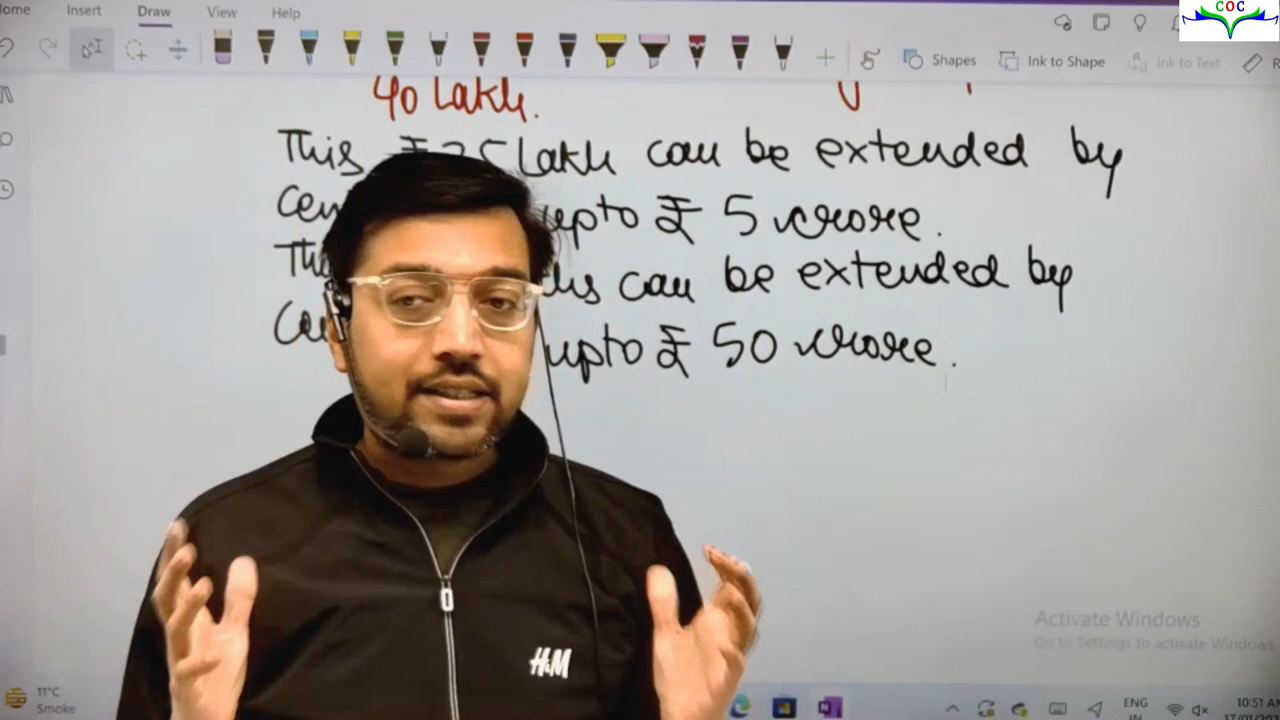 COC
Home Insert Draw View Help
Shapes Ink to Shape Ink to Text
40 lakh.
This ₹ 25 lakh can be extended by
upto ₹ 5 crore.
can be extended by
upto ₹ 50 crore.
H&M
Activate Windows
Go to Settings to activate Windows
11°C
Smoke
ENG
IN
10:51